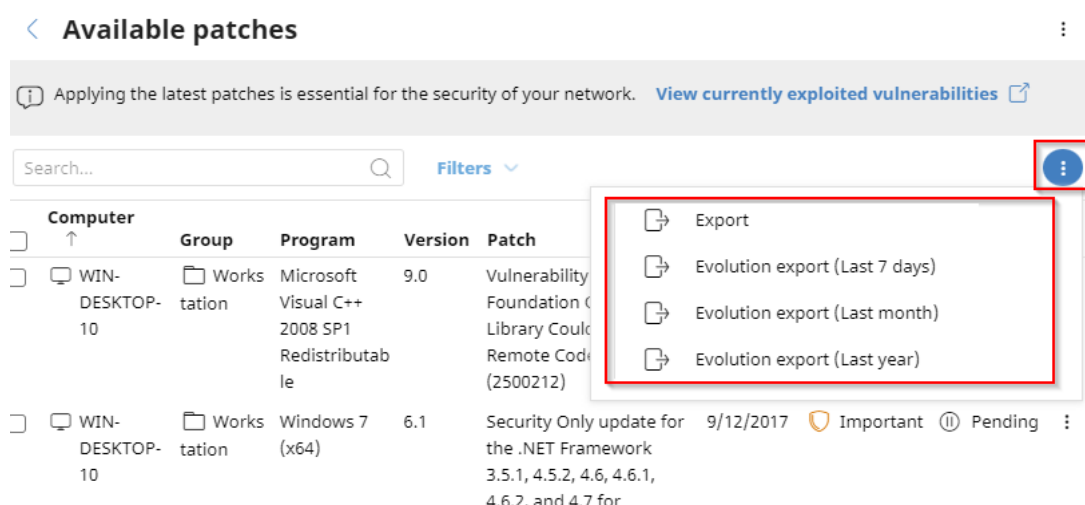 Available patches
Applying the latest patches is essential for the security of your network. View currently exploited vulnerabilities
Search...
Filters
Export
Evolution export (Last 7 days)
Evolution export (Last month)
Evolution export (Last year)
Computer
Group Program Version Patch
WIN- Works Microsoft 9.0 Vulnerability
DESKTOP- tation Visual C++ Foundation
10 2008 SP1 Library
Redistributab Remote
le (2500212)
WIN- Works Windows 7 6.1 Security Only update for 9/12/2017 Important Pending
DESKTOP- tation (x64) the .NET Framework
10 3.5.1, 4.5.2, 4.6, 4.6.1,
4.6.2, and 4.7 for